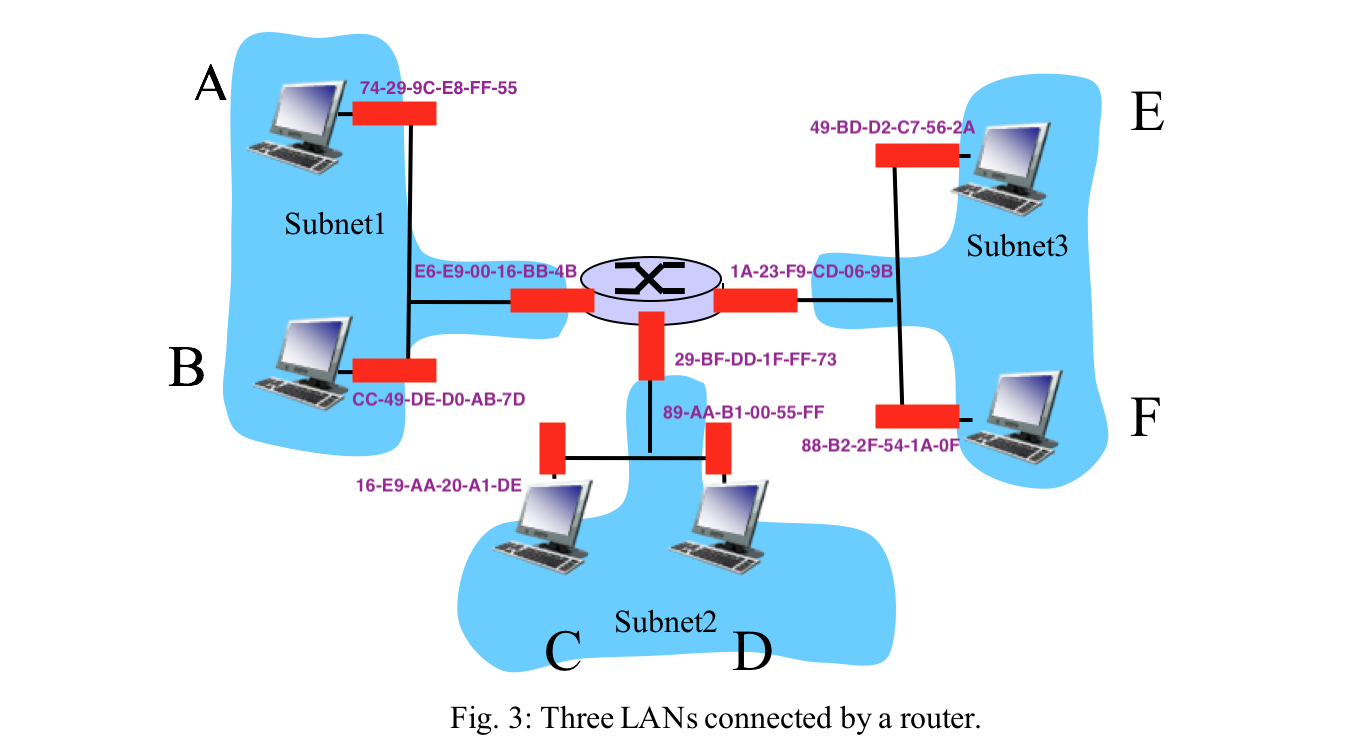 A
74-29-9C-E8-FF-55
E
49-BD-D2-C7-56-2A
Subnet1
Subnet3
E6-E9-00-16-BB-4B
1A-23-F9-CD-06-9B
B
29-BF-DD-1F-FF-73
CC-49-DE-D0-AB-7D
89-AA-B1-00-55-FF
F
88-B2-2F-54-1A-0F
16-E9-AA-20-A1-DE
Subnet2
C
D
Fig. 3: Three LANs connected by a router.